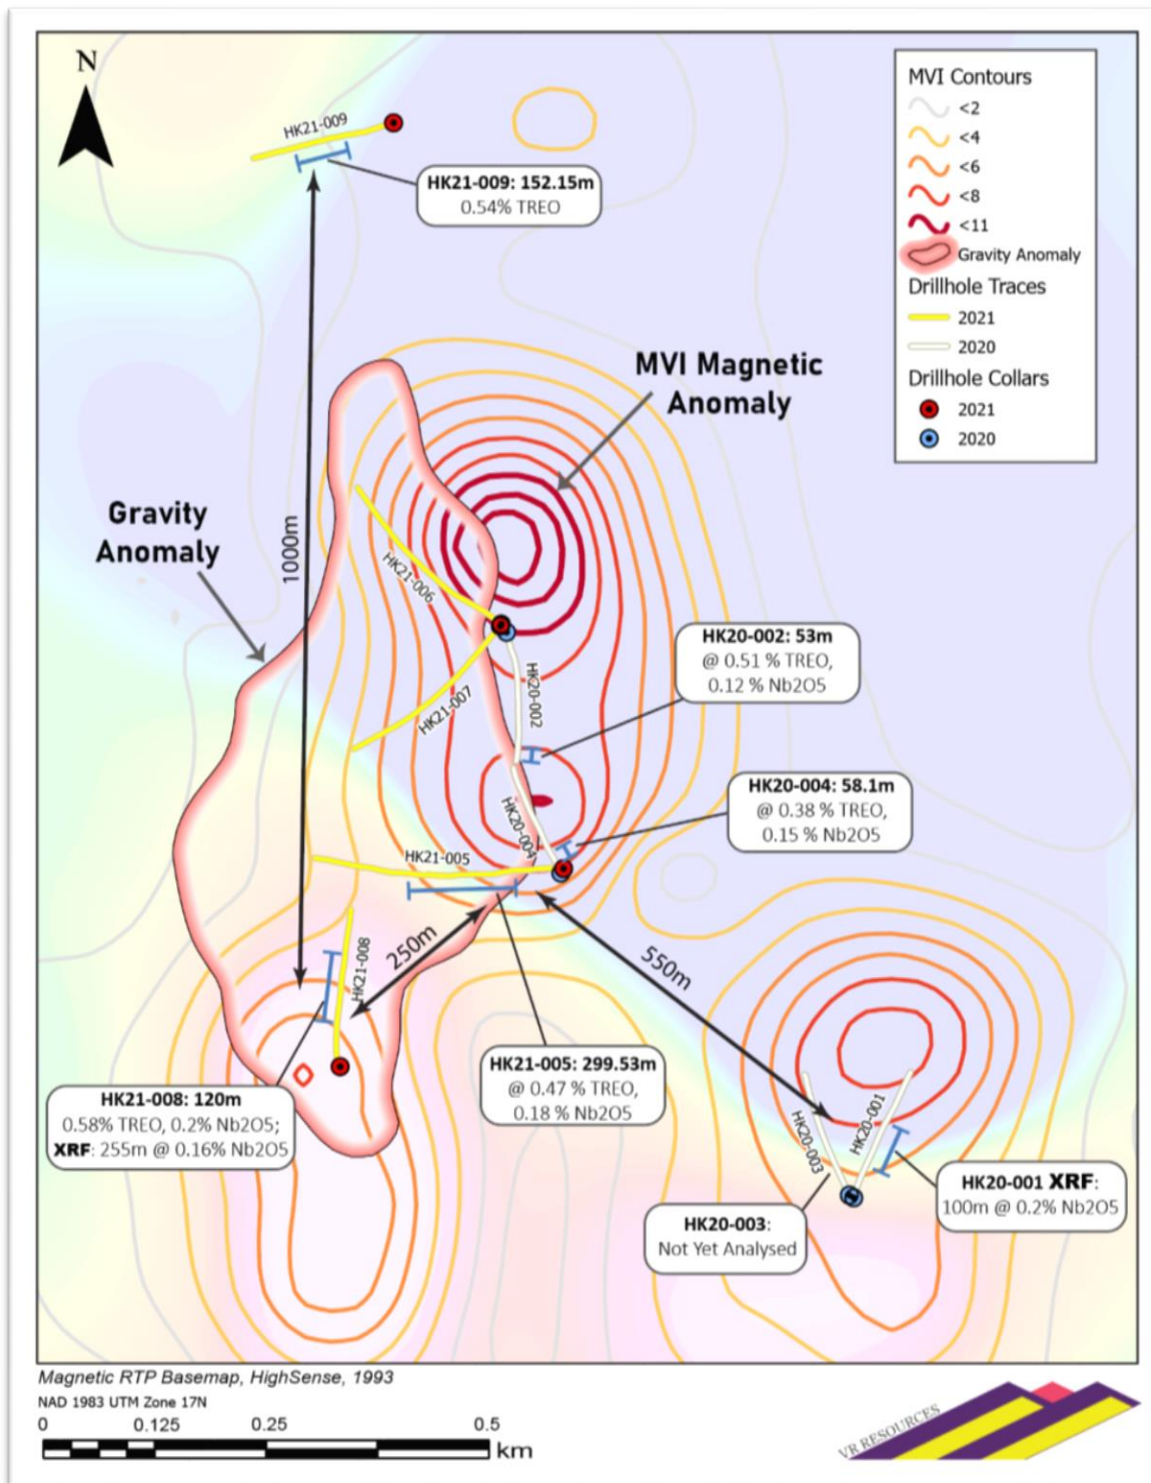 N
HK21-009
HK21-009: 152.15m
0.54% TREO
MVI Contours
<2
<4
<6
<8
<11
Gravity Anomaly
Drillhole Traces
2021
2020
Drillhole Collars
2021
2020
MVI Magnetic
Anomaly
Gravity
Anomaly
1000m
HK21-006
HK21-007
HK20-002
HK20-002: 53m
@ 0.51 % TREO,
0.12 % Nb2O5
HK20-004
HK20-004: 58.1m
@ 0.38 % TREO,
0.15 % Nb2O5
HK21-005
250m
550m
HK21-008
HK21-005: 299.53m
@ 0.47 % TREO,
0.18 % Nb2O5
HK21-008: 120m
0.58% TREO, 0.2% Nb2O5;
XRF: 255m @ 0.16% Nb2O5
HK20-003
HK20-001
HK20-001 XRF:
100m @ 0.2% Nb2O5
HK20-003:
Not Yet Analysed
Magnetic RTP Basemap, HighSense, 1993
NAD 1983 UTM Zone 17N
0 0.125 0.25 0.5
km
VR RESOURCES